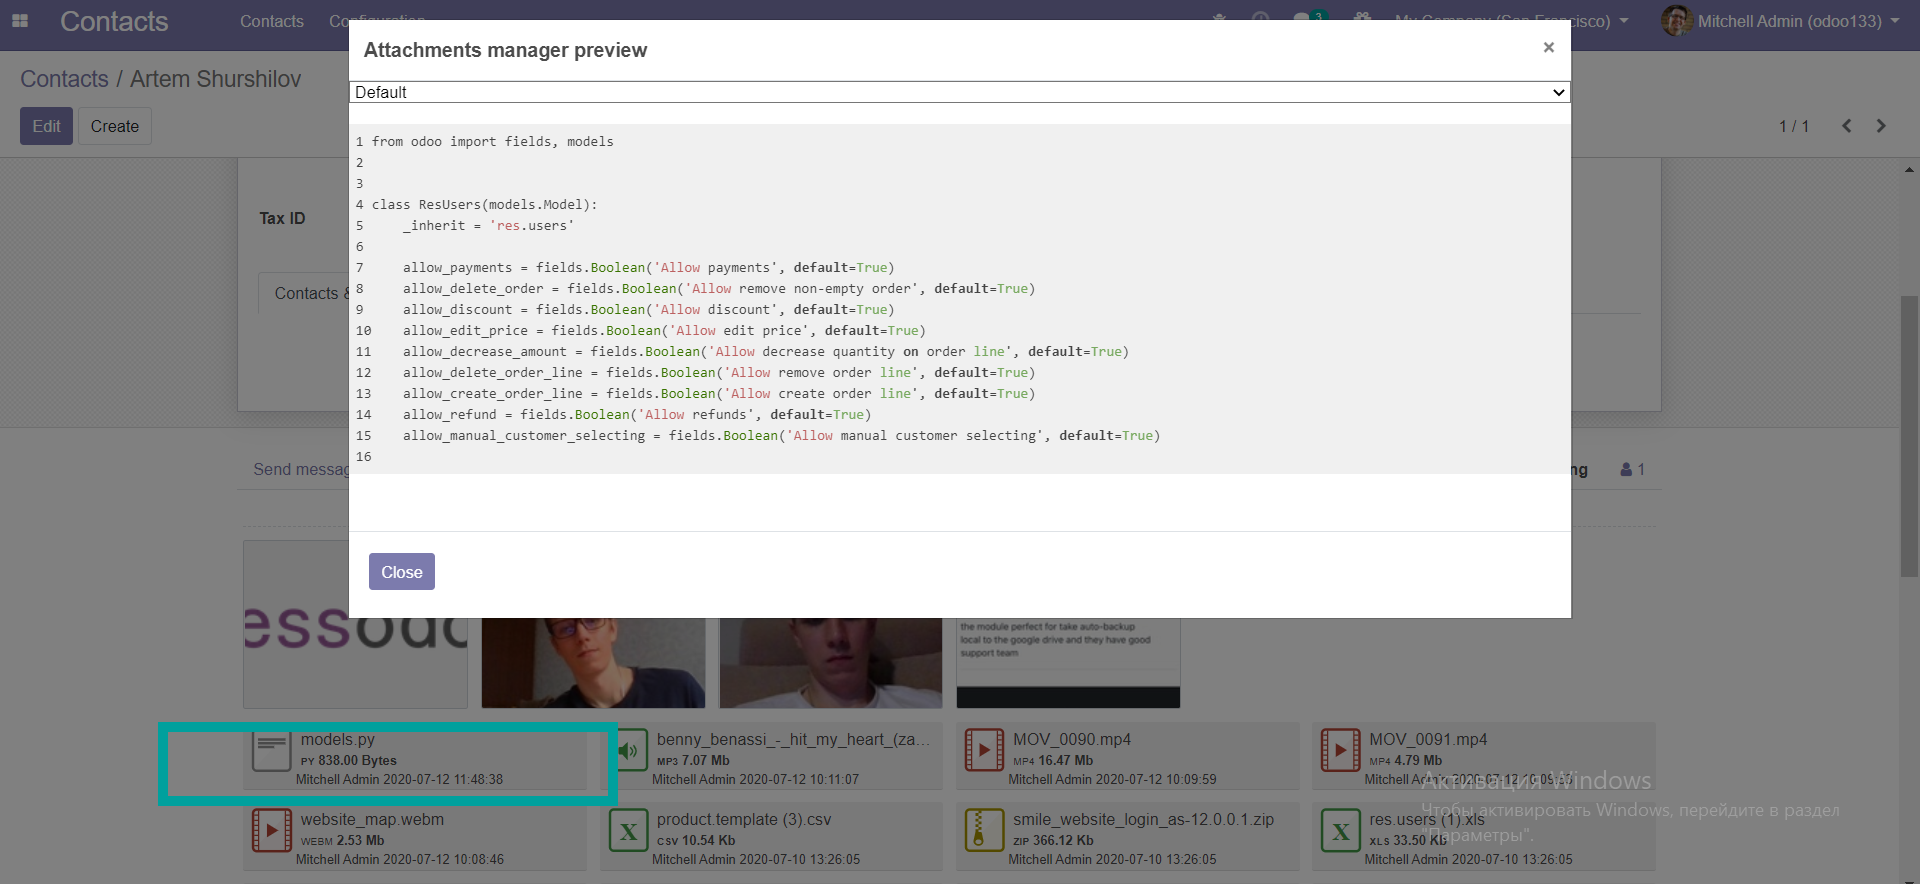 Contacts
Contacts
3
Mitchell Admin (odoo133)
Contacts / Artem Shurshilov
Edit
Create
1 / 1
Attachments manager preview
×
Default
1 from odoo import fields, models
2
3
4 class ResUsers(models.Model):
5     _inherit = 'res.users'
6
7     allow_payments = fields.Boolean('Allow payments', default=True)
8     allow_delete_order = fields.Boolean('Allow remove non-empty order', default=True)
9     allow_discount = fields.Boolean('Allow discount', default=True)
10    allow_edit_price = fields.Boolean('Allow edit price', default=True)
11    allow_decrease_amount = fields.Boolean('Allow decrease quantity on order line', default=True)
12    allow_delete_order_line = fields.Boolean('Allow remove order line', default=True)
13    allow_create_order_line = fields.Boolean('Allow create order line', default=True)
14    allow_refund = fields.Boolean('Allow refunds', default=True)
15    allow_manual_customer_selecting = fields.Boolean('Allow manual customer selecting', default=True)
16
Close
Tax ID
Contacts &
Send messag
ng
1
essodo
the module perfect for take auto-backup
local to the google drive and they have good
support team
models.py
PY 838.00 Bytes
Mitchell Admin 2020-07-12 11:48:38
benny_benassi_-_hit_my_heart_(za...
MP3 7.07 Mb
Mitchell Admin 2020-07-12 10:11:07
MOV_0090.mp4
MP4 16.47 Mb
Mitchell Admin 2020-07-12 10:09:59
MOV_0091.mp4
MP4 4.79 Mb
Mitchell Admin 2020-07-12
website_map.webm
WEBM 2.53 Mb
Mitchell Admin 2020-07-12 10:08:46
product.template (3).csv
CSV 10.54 Kb
Mitchell Admin 2020-07-10 13:26:05
smile_website_login_as-12.0.0.1.zip
ZIP 366.12 Kb
Mitchell Admin 2020-07-10 13:26:05
res.users (1).xls
XLS 33.50 Kb
Mitchell Admin 2020-07-10 13:26:05
Активация Windows
Чтобы активировать Windows, перейдите в раздел
"Параметры".